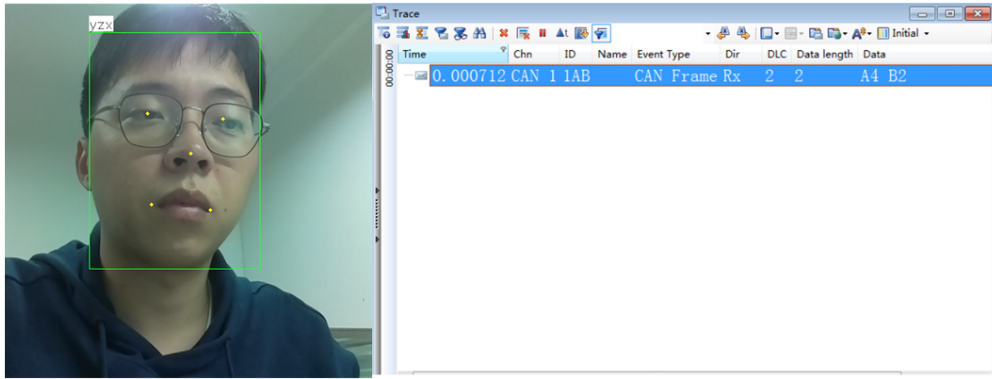 yzx
Trace
Initial
00:00:00
Time Chn ID Name Event Type Dir DLC Data length Data
0.000712 CAN 1 1AB CAN Frame Rx 2 2 A4 B2